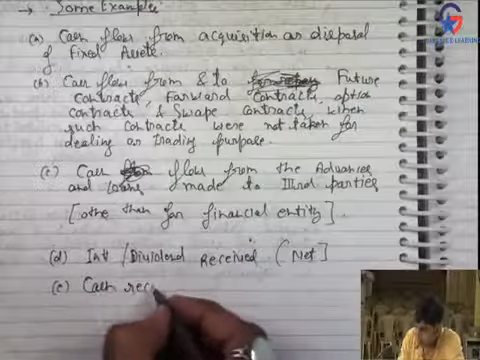 → Some Examples
(a) Cash flow from acquisition or disposal
of Fixed Assets.
(b) Cash flow from & to Future
Contracts, Forward Contracts, option
contracts & Swaps contracts, when
such contracts were not taken for
dealing or trading purpose.
(c) Cash flow from the Advances
and loans made to IIIrd parties
[other than for financial entity].
(d) Int / Dividend Received (Net]
(e) Cash rec